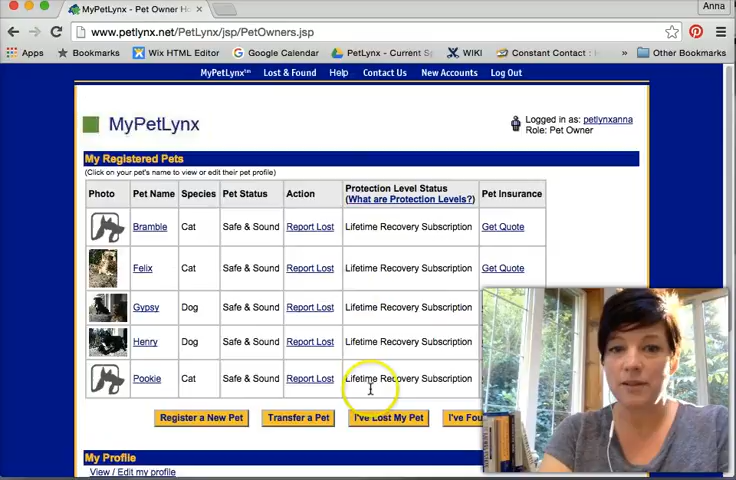 Anna
MyPetLynx - Pet Owner Ho
www.petlynx.net/PetLynx/jsp/PetOwners.jsp
Apps Bookmarks Wix HTML Editor Google Calendar PetLynx - Current Sp WIKI Constant Contact : » Other Bookmarks
MyPetLynx™ Lost & Found Help Contact Us New Accounts Log Out
MyPetLynx
Logged in as: petlynxanna
Role: Pet Owner
My Registered Pets
(Click on your pet's name to view or edit their pet profile)
Photo Pet Name Species Pet Status Action Protection Level Status (What are Protection Levels?) Pet Insurance
Bramble Cat Safe & Sound Report Lost Lifetime Recovery Subscription Get Quote
Felix Cat Safe & Sound Report Lost Lifetime Recovery Subscription Get Quote
Gypsy Dog Safe & Sound Report Lost Lifetime Recovery Subscription
Henry Dog Safe & Sound Report Lost Lifetime Recovery Subscription
Pookie Cat Safe & Sound Report Lost Lifetime Recovery Subscription
Register a New Pet Transfer a Pet I've Lost My Pet I've Fou
My Profile
View / Edit my profile